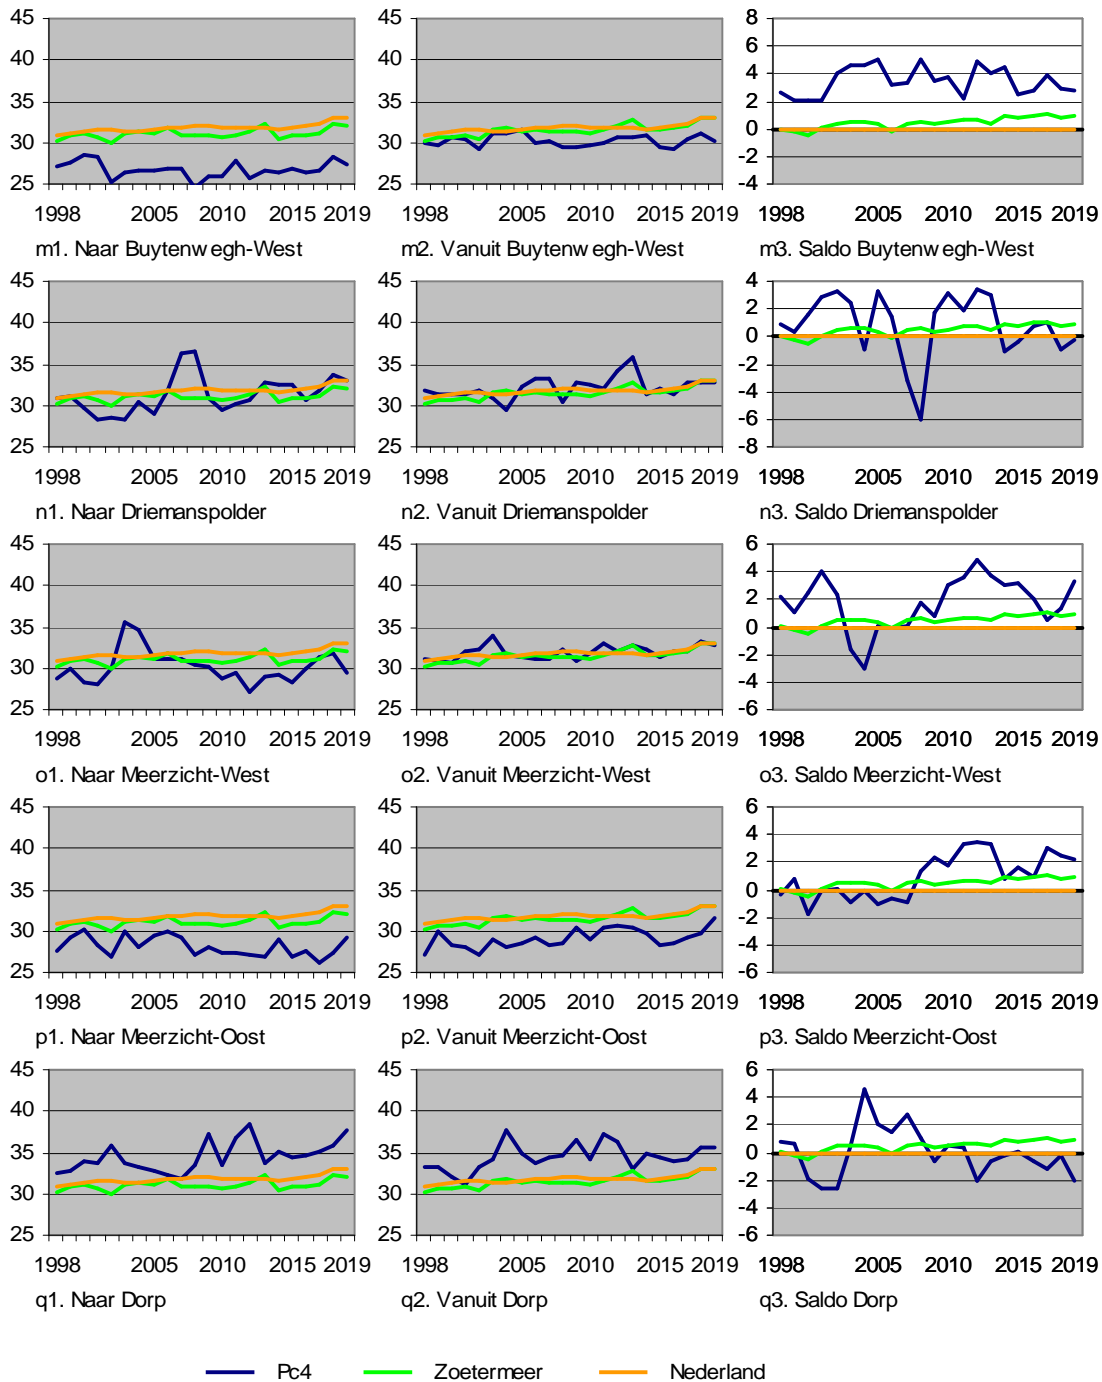 45 45 8
40 40 6
35 35 4
30 30 2
25 25 0
-2
-4
1998 2005 2010 2015 2019 1998 2005 2010 2015 2019 1998 2005 2010 2015 2019
m1. Naar Buytenwegh-West m2. Vanuit Buytenwegh-West m3. Saldo Buytenwegh-West
45 45 4
40 40 2
35 35 0
30 30 -2
25 25 -4
-6
-8
1998 2005 2010 2015 2019 1998 2005 2010 2015 2019 1998 2005 2010 2015 2019
n1. Naar Driemanspolder n2. Vanuit Driemanspolder n3. Saldo Driemanspolder
45 45 6
40 40 4
35 35 2
30 30 0
25 25 -2
-4
-6
1998 2005 2010 2015 2019 1998 2005 2010 2015 2019 1998 2005 2010 2015 2019
o1. Naar Meerzicht-West o2. Vanuit Meerzicht-West o3. Saldo Meerzicht-West
45 45 6
40 40 4
35 35 2
30 30 0
25 25 -2
-4
-6
1998 2005 2010 2015 2019 1998 2005 2010 2015 2019 1998 2005 2010 2015 2019
p1. Naar Meerzicht-Oost p2. Vanuit Meerzicht-Oost p3. Saldo Meerzicht-Oost
45 45 6
40 40 4
35 35 2
30 30 0
25 25 -2
-4
-6
1998 2005 2010 2015 2019 1998 2005 2010 2015 2019 1998 2005 2010 2015 2019
q1. Naar Dorp q2. Vanuit Dorp q3. Saldo Dorp
Pc4 Zoetermeer Nederland